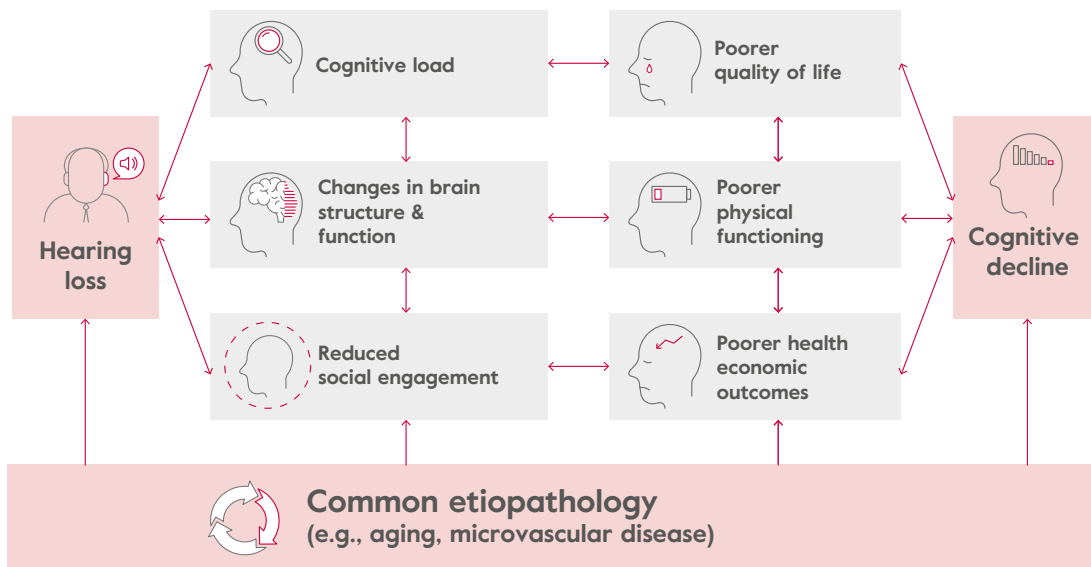 Cognitive load
Poorer
quality of life
Hearing
loss
Changes in brain
structure &
function
Poorer
physical
functioning
Cognitive
decline
Reduced
social engagement
Poorer health
economic
outcomes
Common etiopathology
(e.g., aging, microvascular disease)